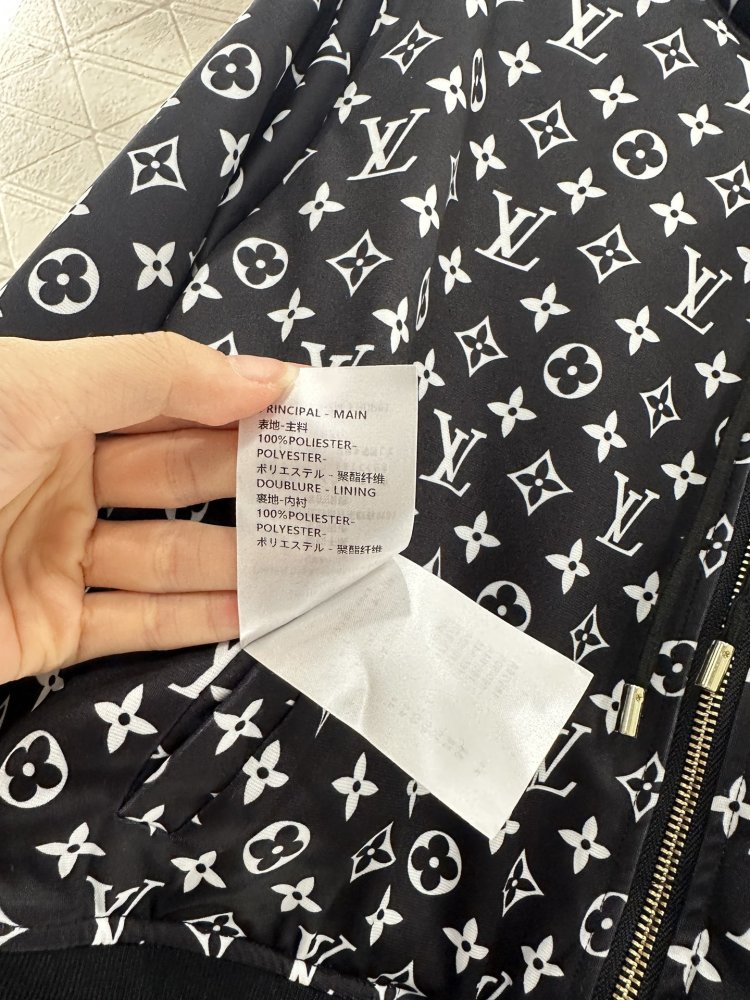 PRINCIPAL - MAIN
表地-主料
100%POLIESTER-
POLYESTER-
ポリエステル - 聚酯纤维
DOUBLURE - LINING
裏地-内衬
100%POLIESTER-
POLYESTER-
ポリエステル - 聚酯纤维